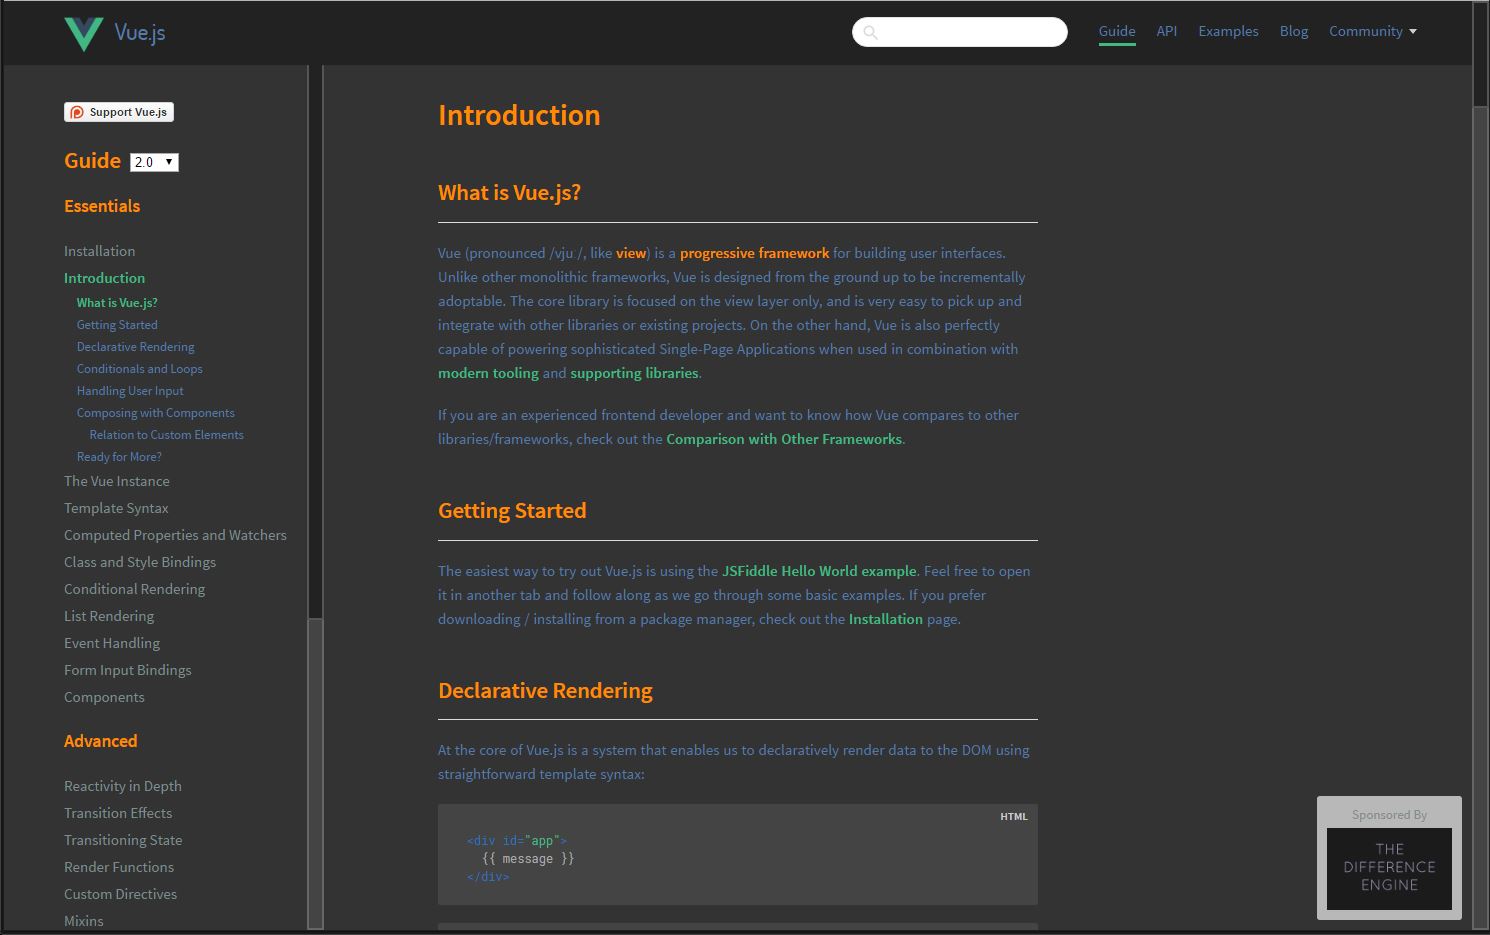 Vue.js
Guide API Examples Blog Community
Support Vue.js
Guide 2.0
Essentials
Installation
Introduction
What is Vue.js?
Getting Started
Declarative Rendering
Conditionals and Loops
Handling User Input
Composing with Components
Relation to Custom Elements
Ready for More?
The Vue Instance
Template Syntax
Computed Properties and Watchers
Class and Style Bindings
Conditional Rendering
List Rendering
Event Handling
Form Input Bindings
Components
Advanced
Reactivity in Depth
Transition Effects
Transitioning State
Render Functions
Custom Directives
Mixins
Introduction
What is Vue.js?
Vue (pronounced /vjuː/, like view) is a progressive framework for building user interfaces.
Unlike other monolithic frameworks, Vue is designed from the ground up to be incrementally
adoptable. The core library is focused on the view layer only, and is very easy to pick up and
integrate with other libraries or existing projects. On the other hand, Vue is also perfectly
capable of powering sophisticated Single-Page Applications when used in combination with
modern tooling and supporting libraries.
If you are an experienced frontend developer and want to know how Vue compares to other
libraries/frameworks, check out the Comparison with Other Frameworks.
Getting Started
The easiest way to try out Vue.js is using the JSFiddle Hello World example. Feel free to open
it in another tab and follow along as we go through some basic examples. If you prefer
downloading / installing from a package manager, check out the Installation page.
Declarative Rendering
At the core of Vue.js is a system that enables us to declaratively render data to the DOM using
straightforward template syntax:
HTML
<div id="app">
  {{ message }}
</div>
Sponsored By
THE
DIFFERENCE
ENGINE